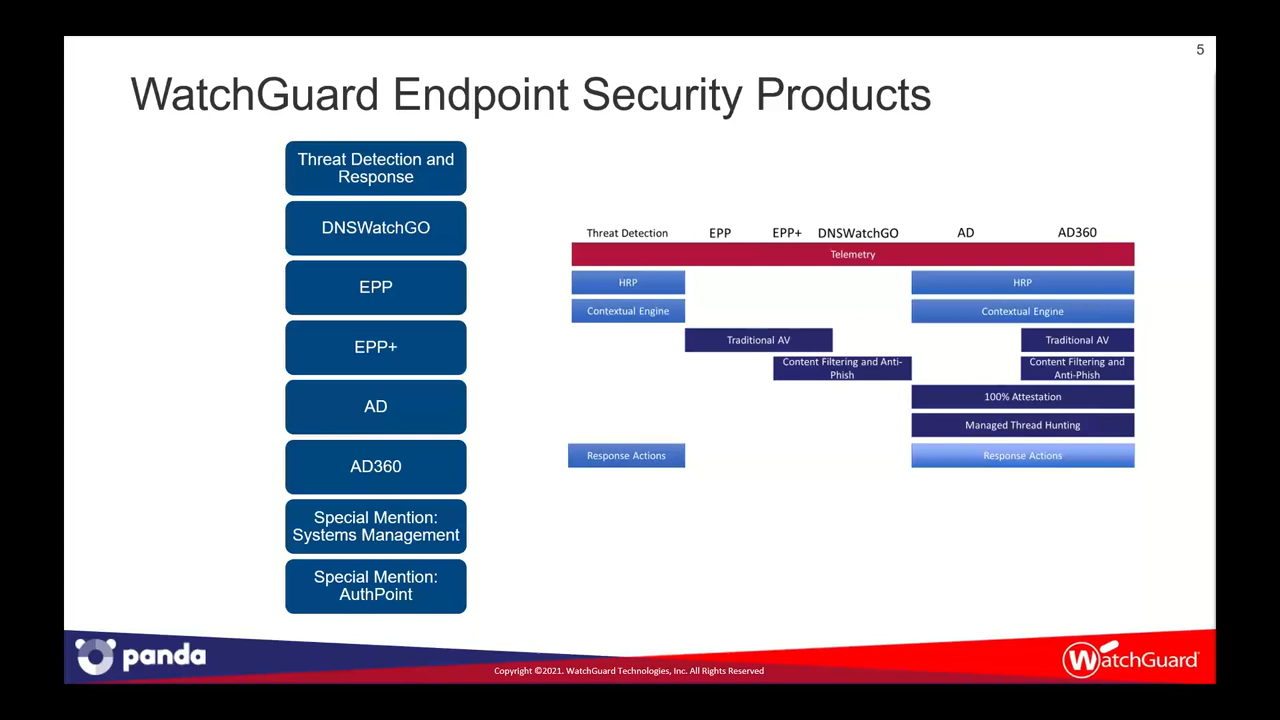 5
WatchGuard Endpoint Security Products
Threat Detection and
Response
DNSWatchGO
EPP
EPP+
AD
AD360
Special Mention:
Systems Management
Special Mention:
AuthPoint
Threat Detection EPP EPP+ DNSWatchGO AD AD360
Telemetry
HRP HRP
Contextual Engine Contextual Engine
Traditional AV Traditional AV
Content Filtering and Anti-
Phish
Content Filtering and
Anti-Phish
100% Attestation
Managed Thread Hunting
Response Actions Response Actions
panda
Copyright ©2021. WatchGuard Technologies, Inc. All Rights Reserved
WatchGuard